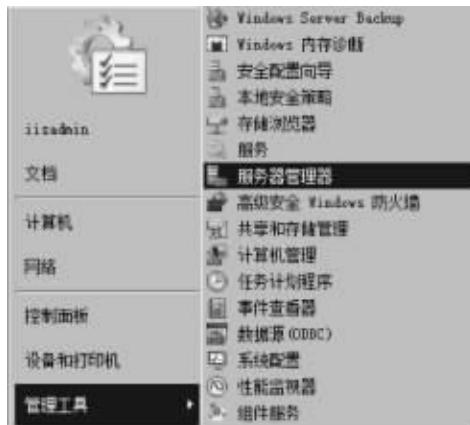 iisadmin
文档
计算机
网络
控制面板
设备和打印机
管理工具
Windows Server Backup
Windows 内存诊断
安全配置向导
本地安全策略
存储浏览器
服务
服务器管理器
高级安全 Windows 防火墙
共享和存储管理
计算机管理
任务计划程序
事件查看器
数据源(ODBC)
系统配置
性能监视器
组件服务